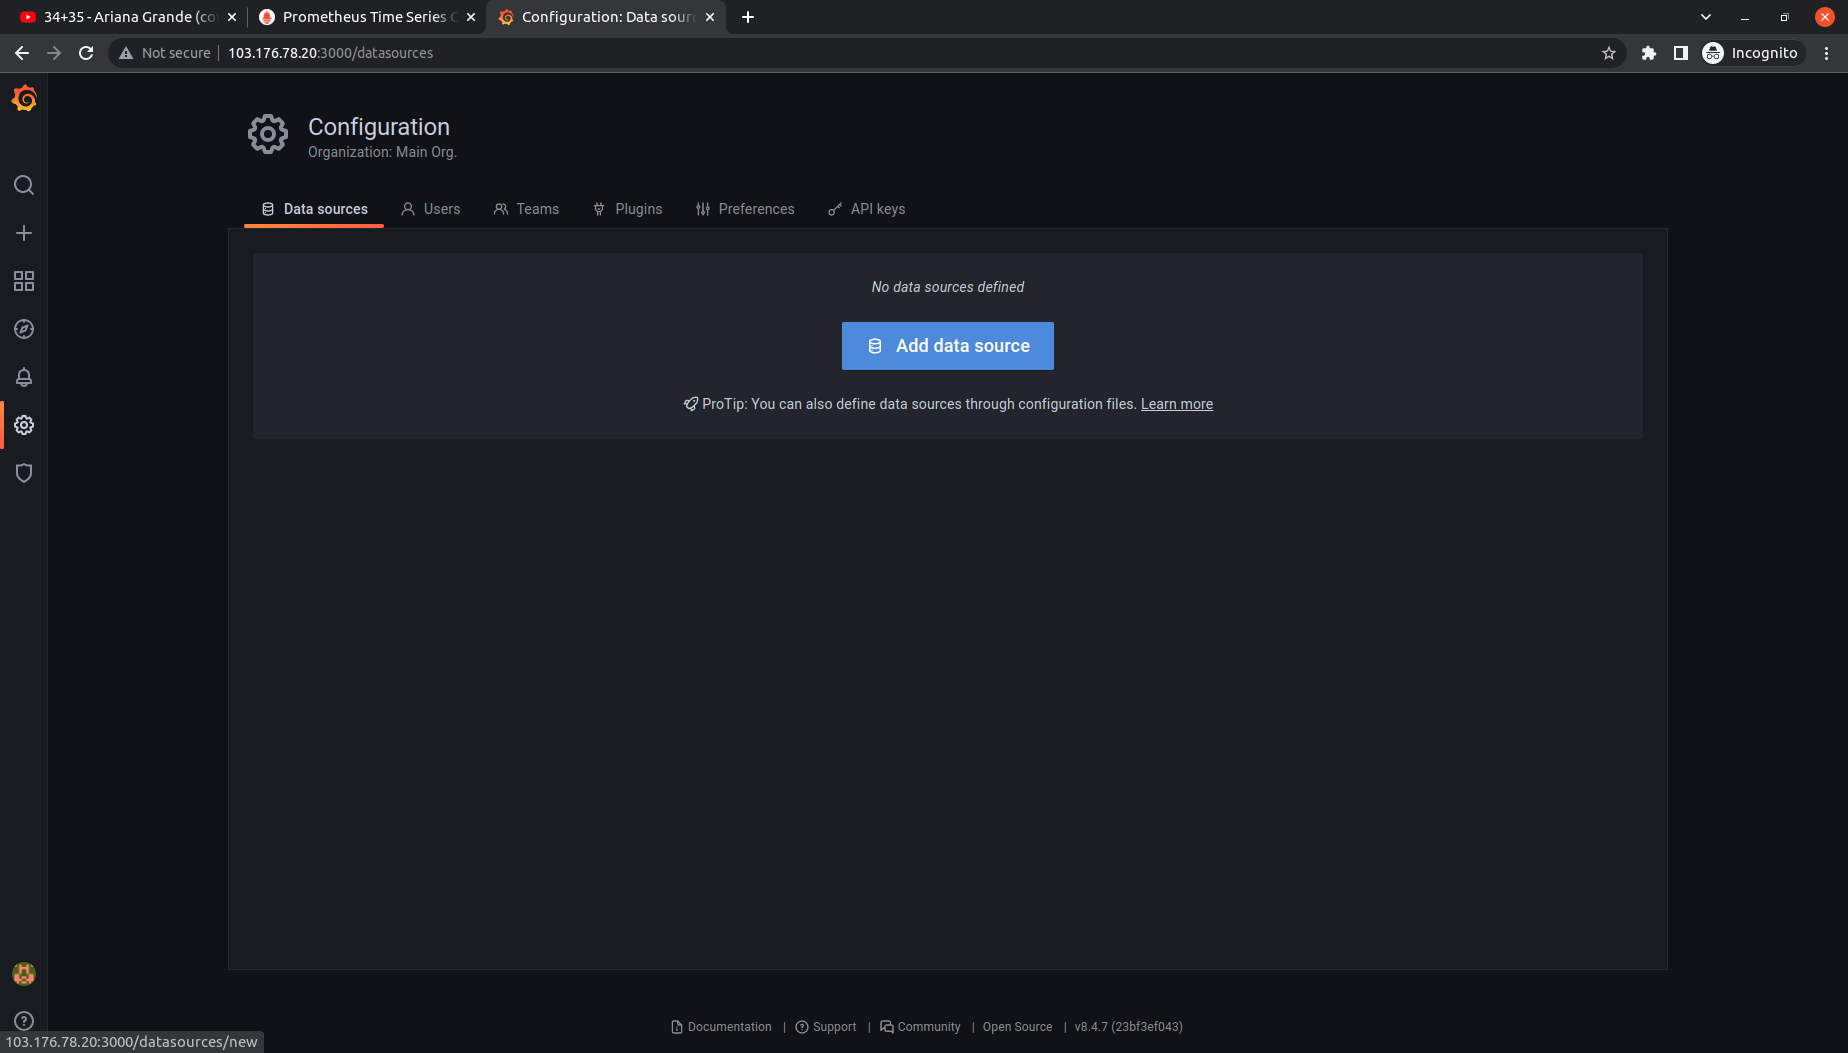 34+35 - Ariana Grande (co
Prometheus Time Series C
Configuration: Data sour
Not secure
103.176.78.20:3000/datasources
Incognito
Configuration
Organization: Main Org.
Data sources
Users
Teams
Plugins
Preferences
API keys
No data sources defined
Add data source
ProTip: You can also define data sources through configuration files. Learn more
Documentation | Support | Community | Open Source | v8.4.7 (23bf3ef043)
103.176.78.20:3000/datasources/new